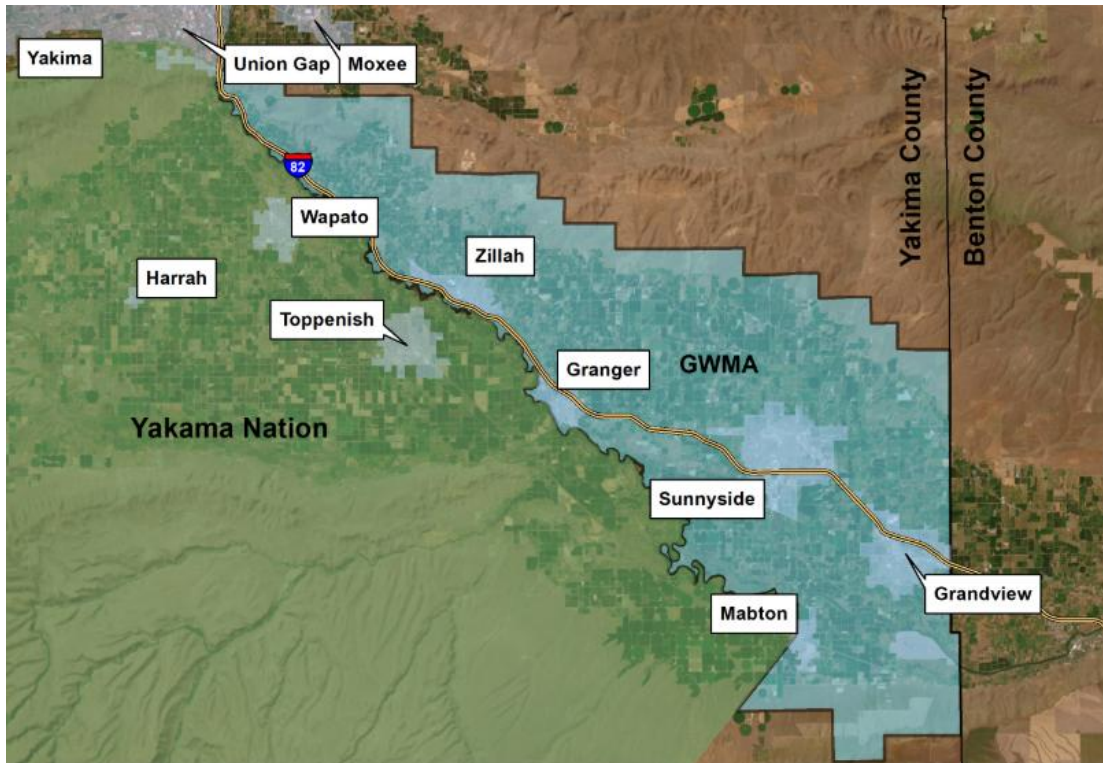 Yakima
Union Gap
Moxee
Yakima County
Benton County
82
Wapato
Zillah
Harrah
Toppenish
Granger
GWMA
Yakama Nation
Sunnyside
Grandview
Mabton